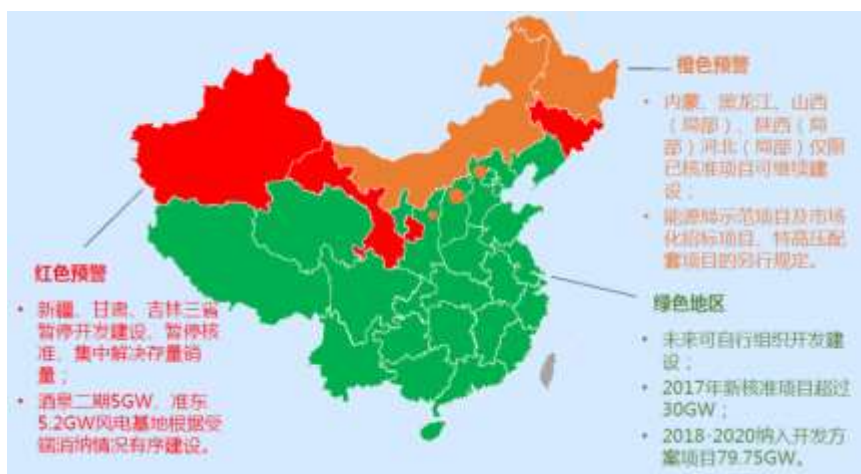 橙色预警
• 内蒙、黑龙江、山西
（局部）、陕西（局
部）河北（局部）仅限
已核准项目可继续建
设；
• 能源局示范项目及市场
化招标项目、特高压配
套项目的另行规定。
红色预警
• 新疆、甘肃、吉林三省
暂停开发建设、暂停核
准，集中解决存量
量；
• 酒泉二期5GW、准东
5.2GW风电基地根据受
端消纳情况有序建设。
绿色地区
• 未来可自行组织开发建
设；
• 2017年新核准项目超过
30GW；
• 2018-2020纳入开发方
案项目79.75GW。